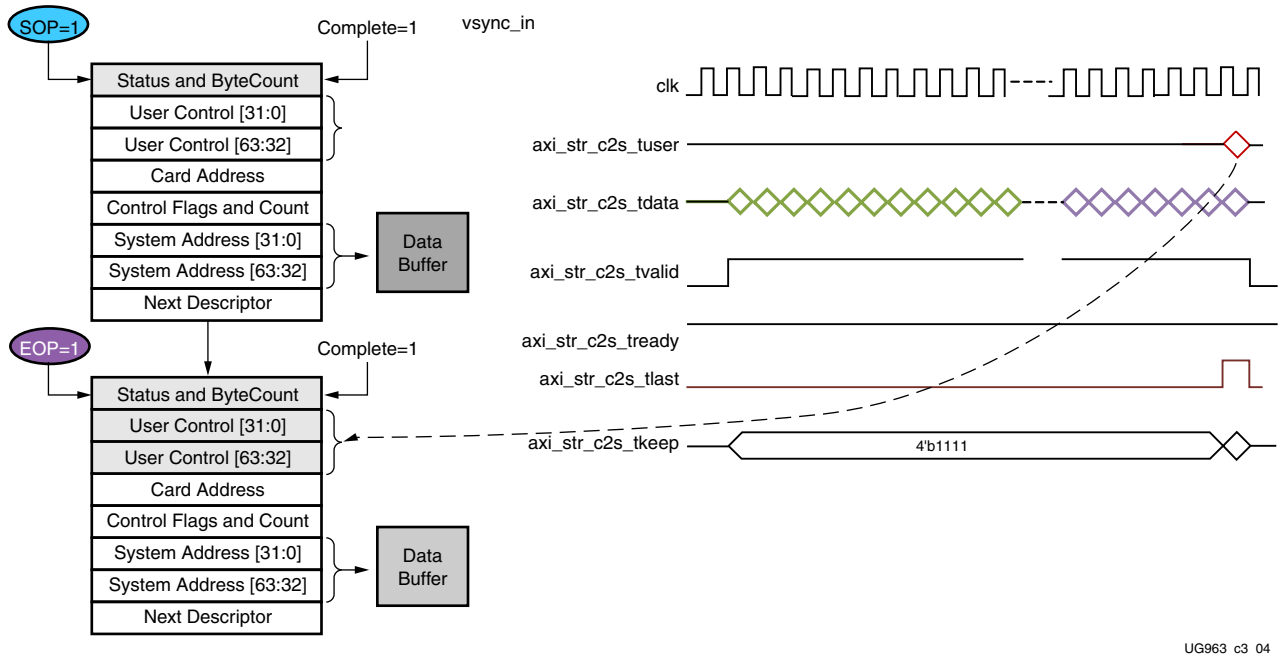 SOP=1
Complete=1
vsync_in
Status and ByteCount
User Control [31:0]
User Control [63:32]
Card Address
Control Flags and Count
System Address [31:0]
System Address [63:32]
Next Descriptor
Data
Buffer
EOP=1
Complete=1
Status and ByteCount
User Control [31:0]
User Control [63:32]
Card Address
Control Flags and Count
System Address [31:0]
System Address [63:32]
Next Descriptor
Data
Buffer
clk
axi_str_c2s_tuser
axi_str_c2s_tdata
axi_str_c2s_tvalid
axi_str_c2s_tready
axi_str_c2s_tlast
axi_str_c2s_tkeep
4'b1111
UG963_c3_04